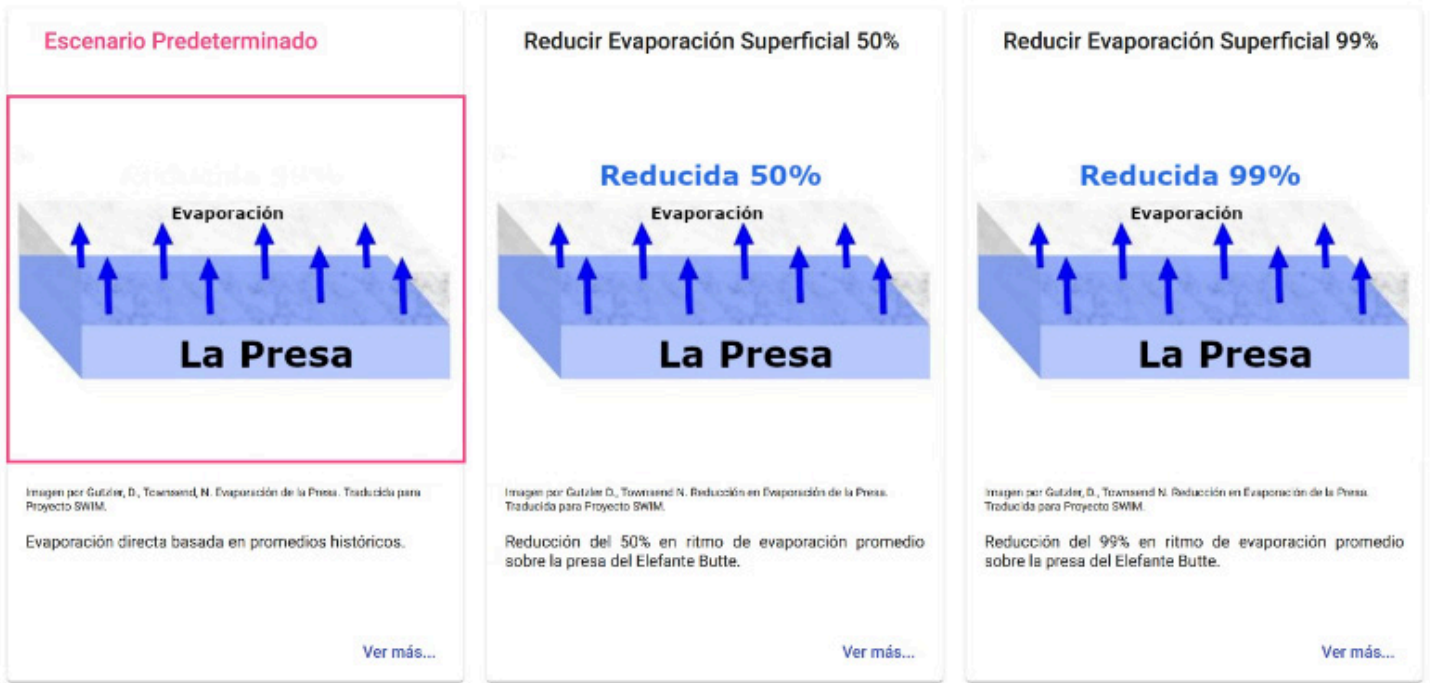 Escenario Predeterminado
Evaporación
La Presa
Imagen por Gutzler, D., Townsend, N. Evaporación de la Presa. Traducida para
Proyecto SWIM.
Evaporación directa basada en promedios históricos.
Ver más...
Reducir Evaporación Superficial 50%
Reducida 50%
Evaporación
La Presa
Imagen por Gutzler D., Townsend N. Reducción en Evaporación de la Presa.
Traducida para Proyecto SWIM.
Reducción del 50% en ritmo de evaporación promedio
sobre la presa del Elefante Butte.
Ver más...
Reducir Evaporación Superficial 99%
Reducida 99%
Evaporación
La Presa
Imagen por Gutzler, D., Townsend N. Reducción en Evaporación de la Presa.
Traducida para Proyecto SWIM.
Reducción del 99% en ritmo de evaporación promedio
sobre la presa del Elefante Butte.
Ver más...